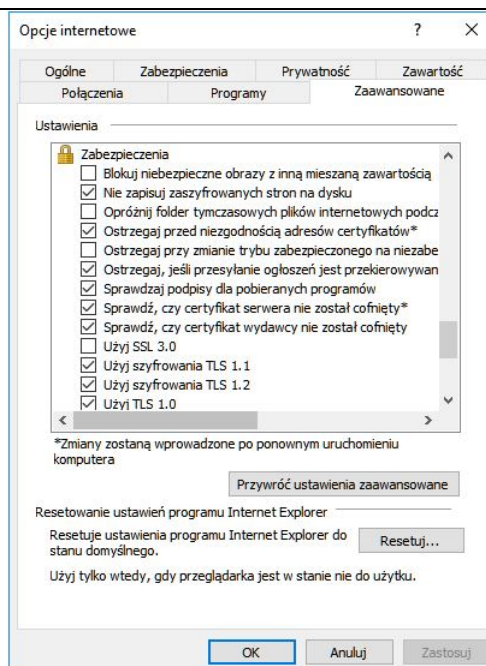 Opcje internetowe
Ogólne Zabezpieczenia Prywatność Zawartość
Połączenia Programy Zaawansowane
Ustawienia
Zabezpieczenia
Blokuj niebezpieczne obrazy z inną mieszaną zawartością
Nie zapisuj zaszyfrowanych stron na dysku
Opróżnij folder tymczasowych plików internetowych podcz
Ostrzegaj przed niezgodnością adresów certyfikatów*
Ostrzegaj przy zmianie trybu zabezpieczonego na niezabe
Ostrzegaj, jeśli przesyłanie ogłoszeń jest przekierowywan
Sprawdzaj podpisy dla pobieranych programów
Sprawdź, czy certyfikat serwera nie został cofnięty*
Sprawdź, czy certyfikat wydawcy nie został cofnięty
Użyj SSL 3.0
Użyj szyfrowania TLS 1.1
Użyj szyfrowania TLS 1.2
Użyj TLS 1.0
*Zmiany zostaną wprowadzone po ponownym uruchomieniu
komputera
Przywróć ustawienia zaawansowane
Resetowanie ustawień programu Internet Explorer
Resetuje ustawienia programu Internet Explorer do
stanu domyślnego.
Resetuj...
Użyj tylko wtedy, gdy przeglądarka jest w stanie nie do użytku.
OK Anuluj Zastosuj